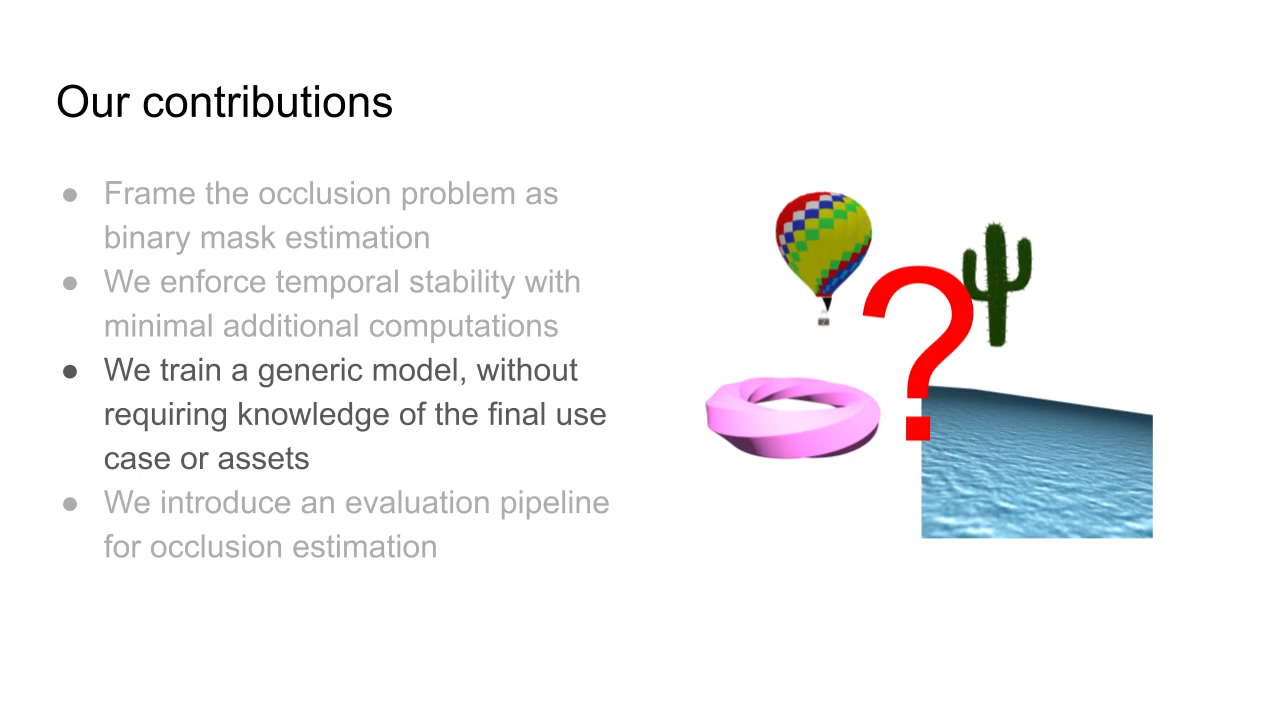 Our contributions
● Frame the occlusion problem as
binary mask estimation
● We enforce temporal stability with
minimal additional computations
● We train a generic model, without
requiring knowledge of the final use
case or assets
● We introduce an evaluation pipeline
for occlusion estimation
?